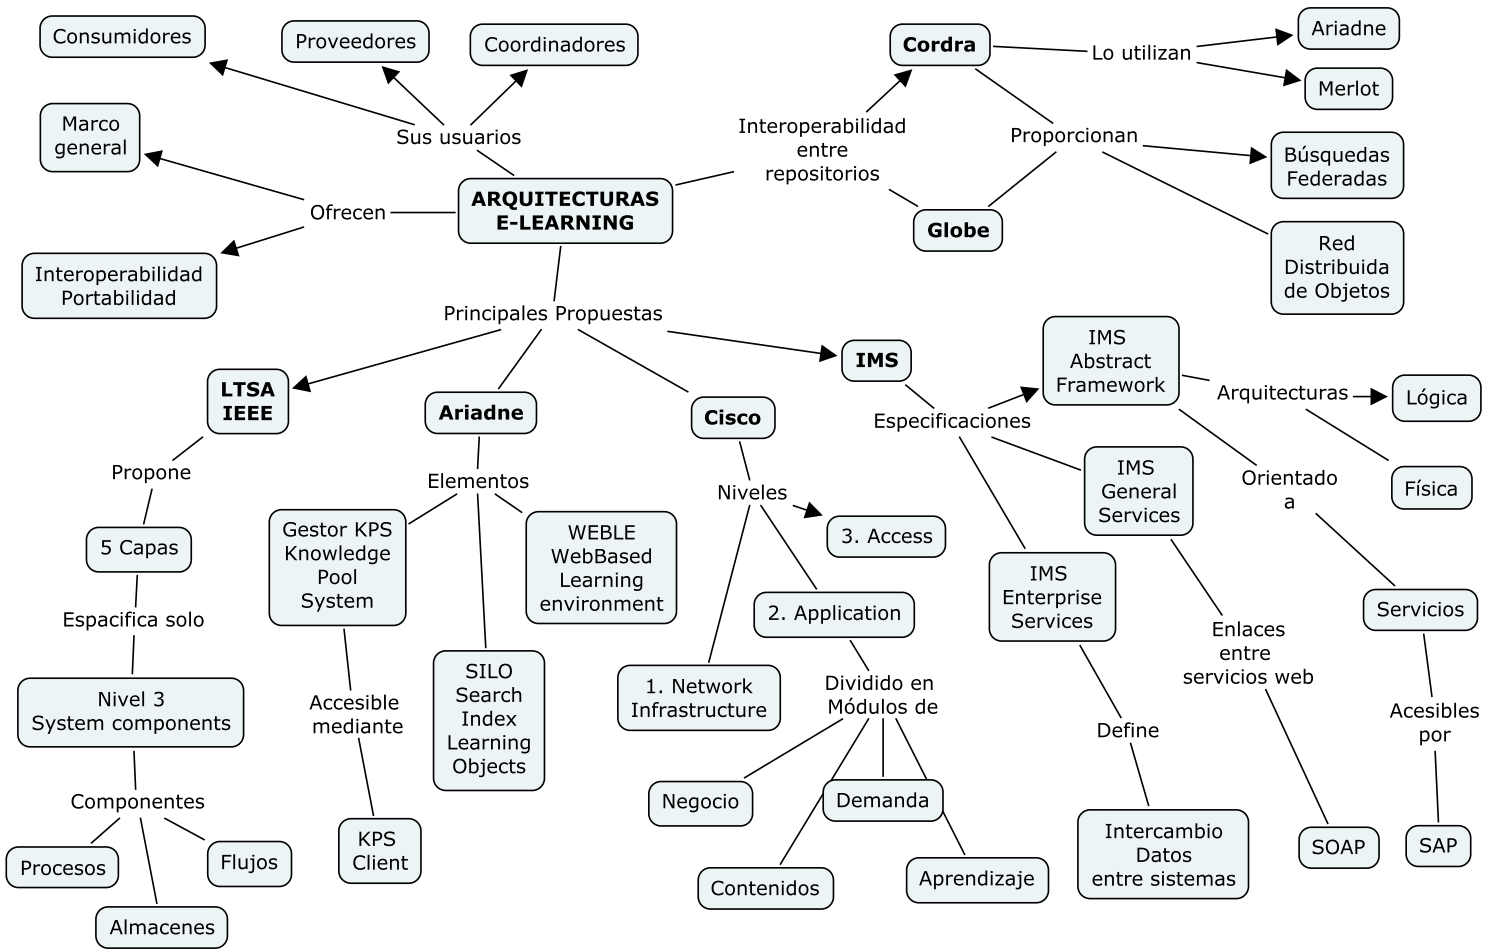 Consumidores
Proveedores
Coordinadores
Sus usuarios
Marco
general
Ofrecen
Interoperabilidad
Portabilidad
ARQUITECTURAS
E-LEARNING
Interoperabilidad
entre
repositorios
Cordra
Lo utilizan
Ariadne
Merlot
Proporcionan
Búsquedas
Federadas
Globe
Red
Distribuida
de Objetos
Principales Propuestas
LTSA
IEEE
Propone
5 Capas
Espacifica solo
Nivel 3
System components
Componentes
Procesos
Almacenes
Flujos
Ariadne
Elementos
Gestor KPS
Knowledge
Pool
System
Accesible
mediante
KPS
Client
SILO
Search
Index
Learning
Objects
WEBLE
WebBased
Learning
environment
Cisco
Niveles
3. Access
2. Application
1. Network
Infrastructure
Dividido en
Módulos de
Negocio
Demanda
Contenidos
Aprendizaje
IMS
Especificaciones
IMS
Abstract
Framework
Arquitecturas
Lógica
Física
Orientado
a
Servicios
Acesibles
por
SAP
IMS
General
Services
Enlaces
entre
servicios web
SOAP
IMS
Enterprise
Services
Define
Intercambio
Datos
entre sistemas